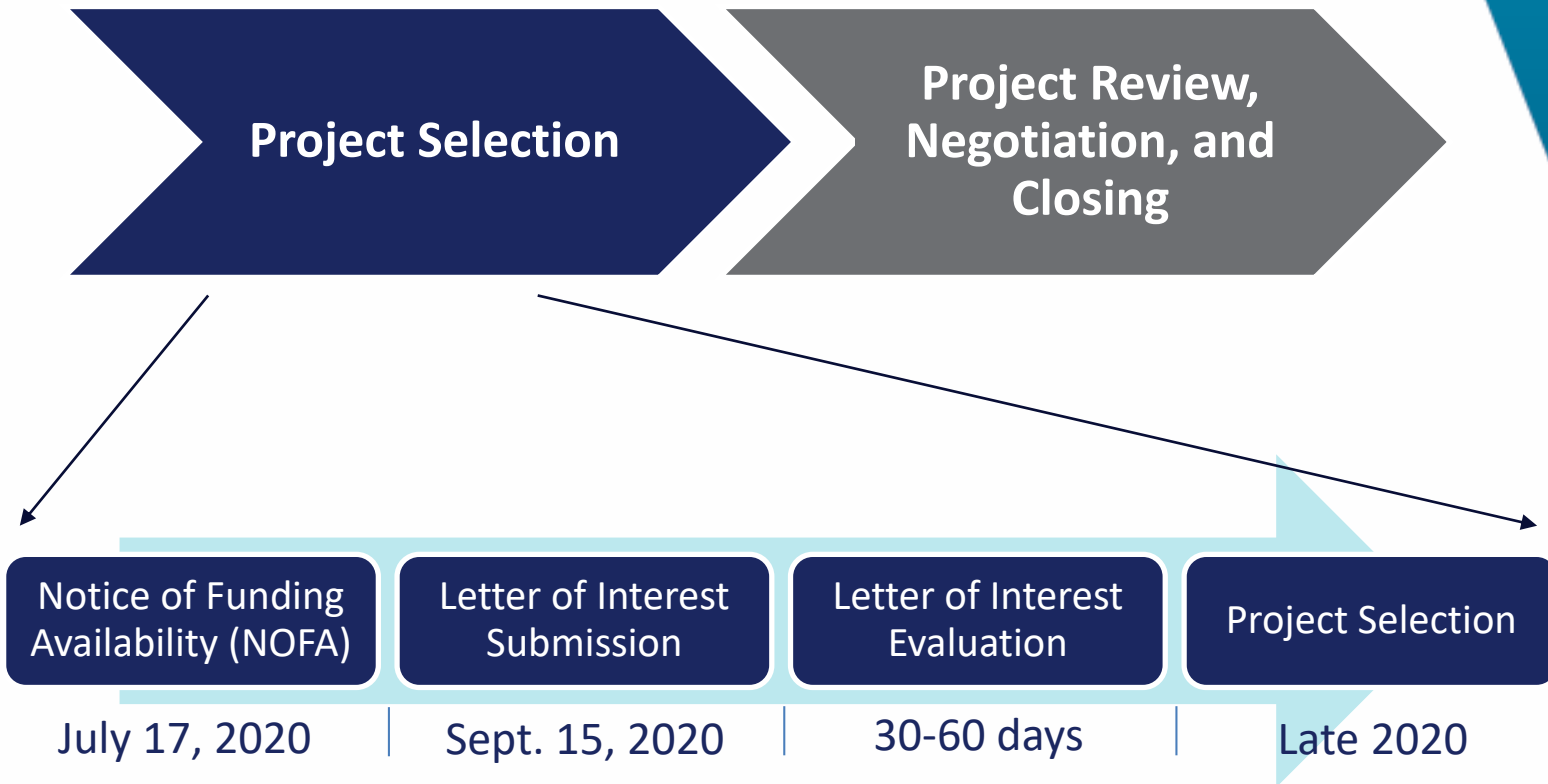 Project Selection
Project Review,
Negotiation, and
Closing
Notice of Funding
Availability (NOFA)
Letter of Interest
Submission
Letter of Interest
Evaluation
Project Selection
July 17, 2020
Sept. 15, 2020
30-60 days
Late 2020